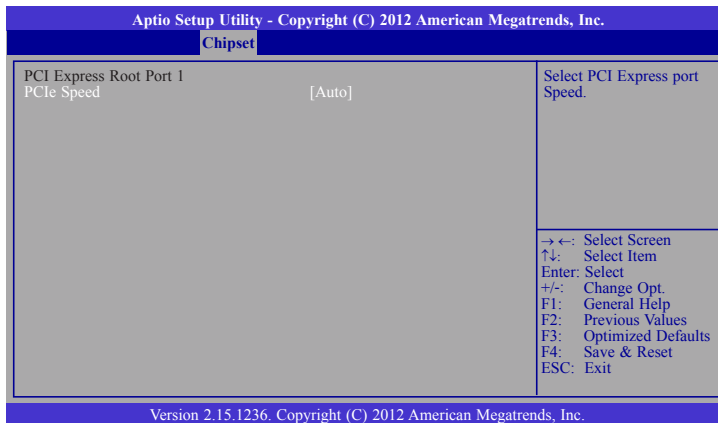 Aptio Setup Utility - Copyright (C) 2012 American Megatrends, Inc.
Chipset
PCI Express Root Port 1
PCIe Speed [Auto]
Select PCI Express port
Speed.
→ ←: Select Screen
↑↓: Select Item
Enter: Select
+/-: Change Opt.
F1: General Help
F2: Previous Values
F3: Optimized Defaults
F4: Save & Reset
ESC: Exit
Version 2.15.1236. Copyright (C) 2012 American Megatrends, Inc.